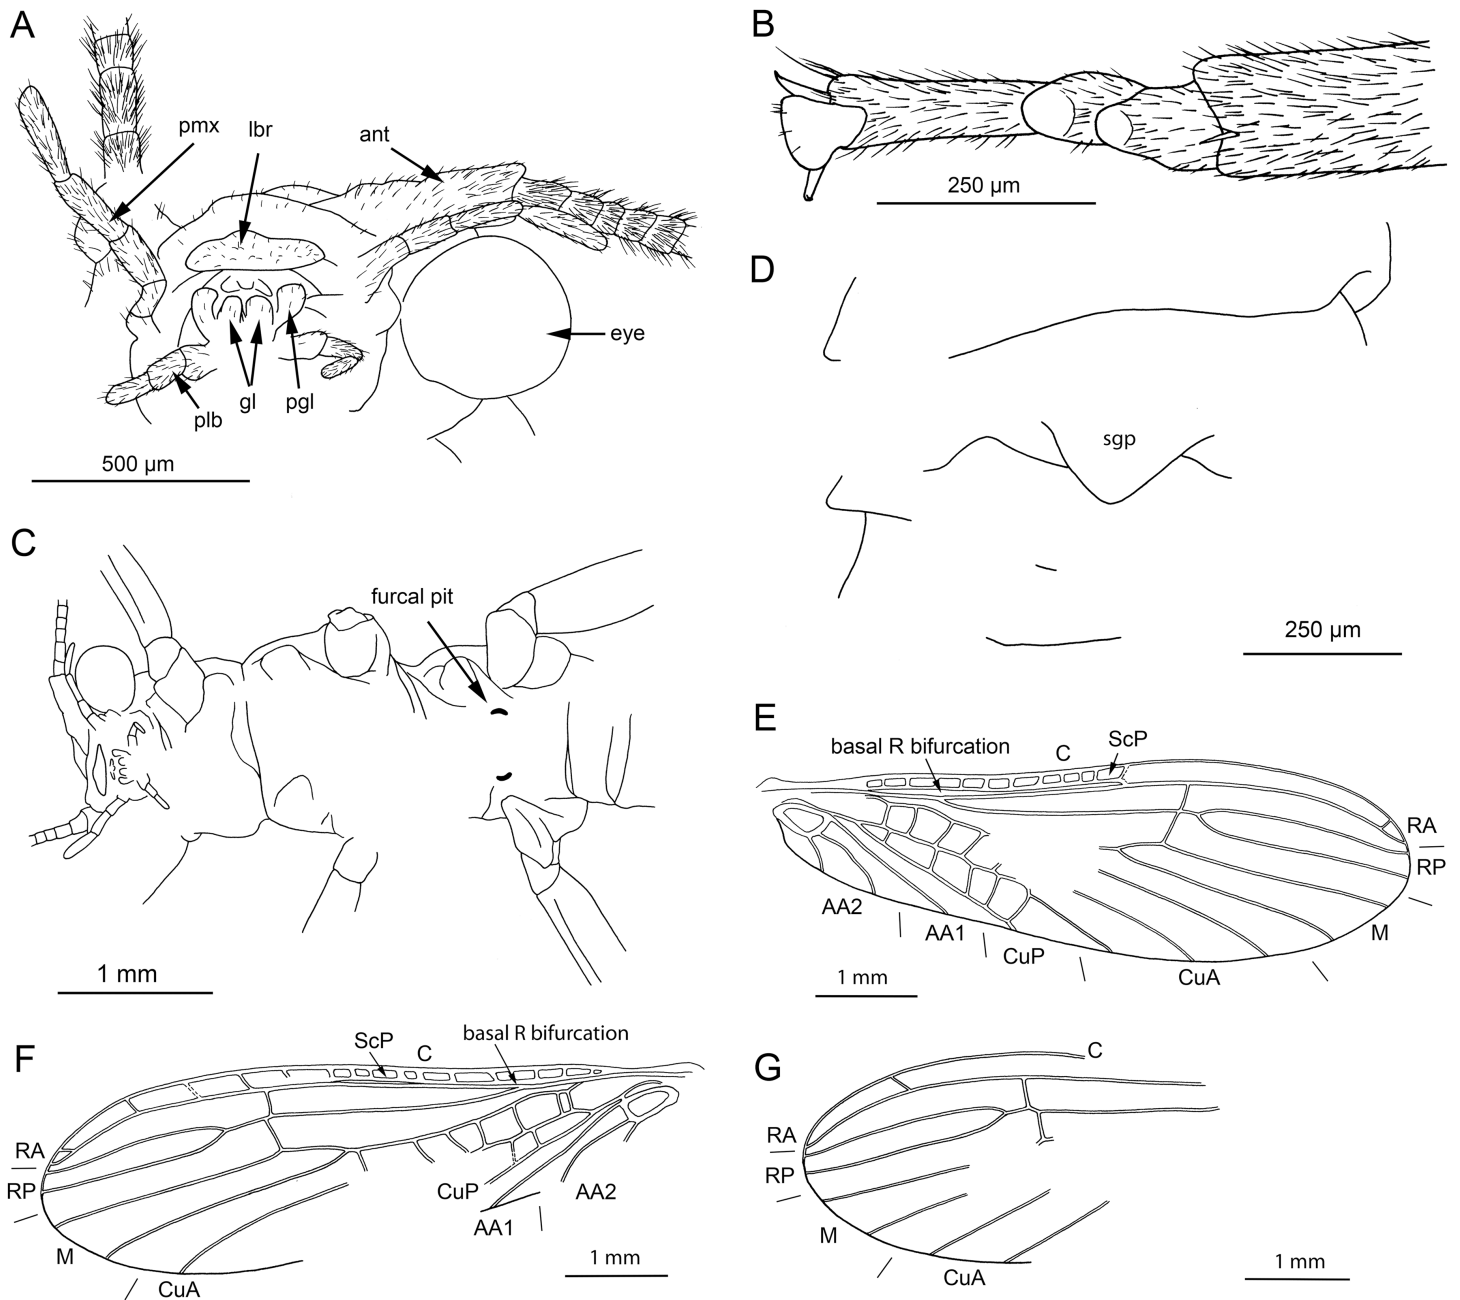 A
pmx
lbr
ant
eye
plb
gl
pgl
500 µm
B
250 µm
C
furcal pit
1 mm
D
sgp
250 µm
E
basal R bifurcation
C
ScP
RA
RP
M
CuA
CuP
AA1
AA2
1 mm
F
ScP
C
basal R bifurcation
RA
RP
M
CuA
CuP
AA1
AA2
1 mm
G
C
RA
RP
M
CuA
1 mm